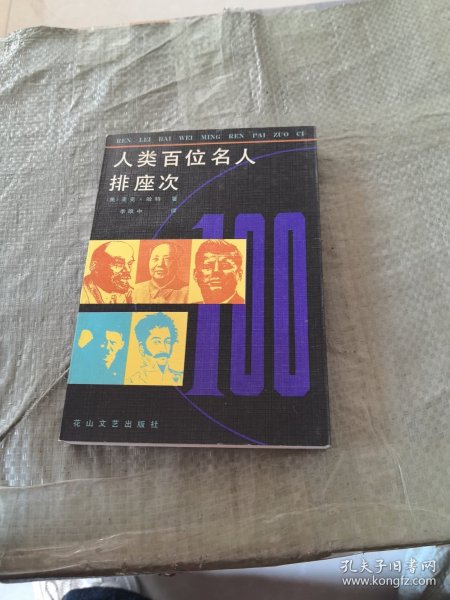 REN LEI BAI WEI MING REN PAI ZUO CI
人类百位名人
排座次
麦克·哈特 著
译
100
花山文艺出版社
孔夫子旧书网
www.kongfz.com